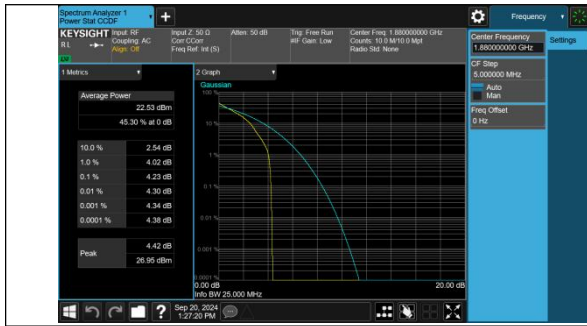 Spectrum Analyzer 1
Power Stat CCDF
+
Frequency
KEYSIGHT
R L
Input: RF
Coupling: AC
Align: Off
Input Z: 50 Ω
Corr CCorr
Freq Ref: Int (S)
Atten: 50 dB
Trig: Free Run
#IF Gain: Low
Center Freq: 1.880000000 GHz
Counts: 10.0 M/10.0 Mpt
Radio Std: None
Center Frequency
1.880000000 GHz
Settings
CF Step
5.000000 MHz
Auto
Man
Freq Offset
0 Hz
1 Metrics
Average Power
22.53 dBm
45.30 % at 0 dB
10.0 % 2.54 dB
1.0 % 4.02 dB
0.1 % 4.23 dB
0.01 % 4.30 dB
0.001 % 4.34 dB
0.0001 % 4.38 dB
Peak
4.42 dB
26.95 dBm
2 Graph
Gaussian
100 %
10 %
1 %
0.1 %
0.01 %
0.001 %
0.0001 %
0.00 dB
20.00 dB
Info BW 25.000 MHz
?
Sep 20, 2024
1:27:20 PM